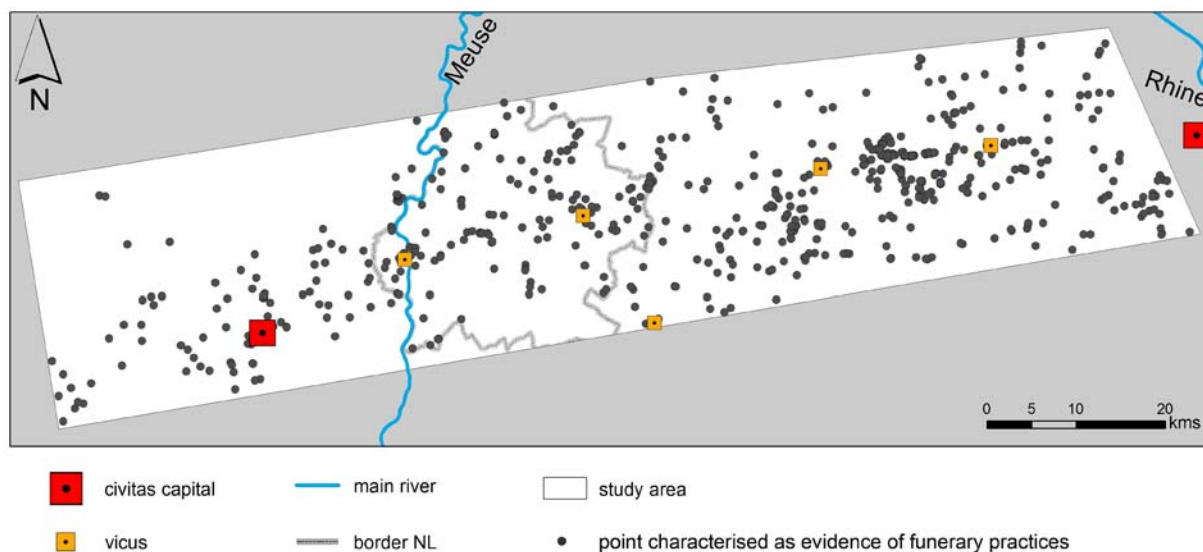 Meuse
N
Rhine
0 5 10 20
kms
civitas capital
main river
study area
vicus
border NL
point characterised as evidence of funerary practices